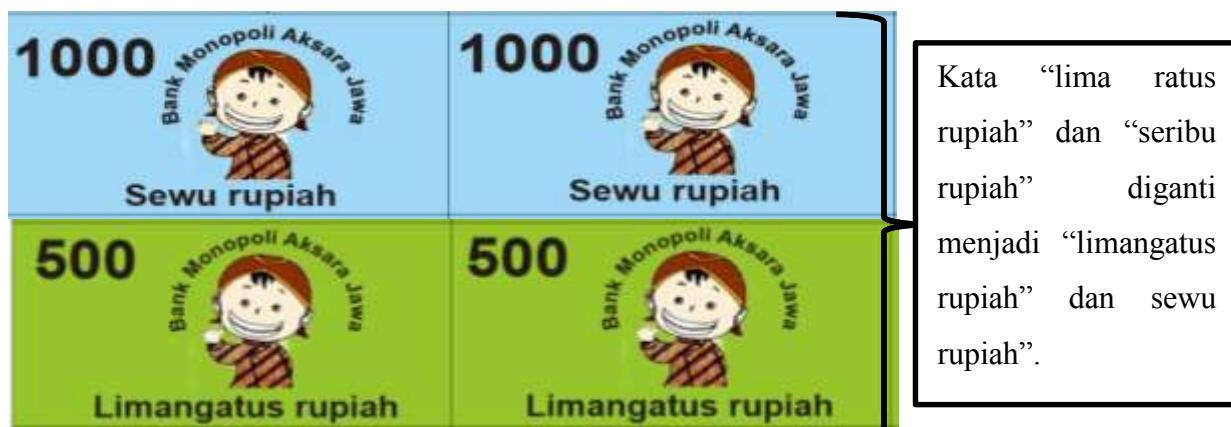 1000
Bank Monopoli Aksara Jawa
Sewu rupiah
1000
Bank Monopoli Aksara Jawa
Sewu rupiah
500
Bank Monopoli Aksara Jawa
Limangatus rupiah
500
Bank Monopoli Aksara Jawa
Limangatus rupiah
Kata “lima ratus
rupiah” dan “seribu
rupiah” diganti
menjadi “limangatus
rupiah” dan sewu
rupiah”.